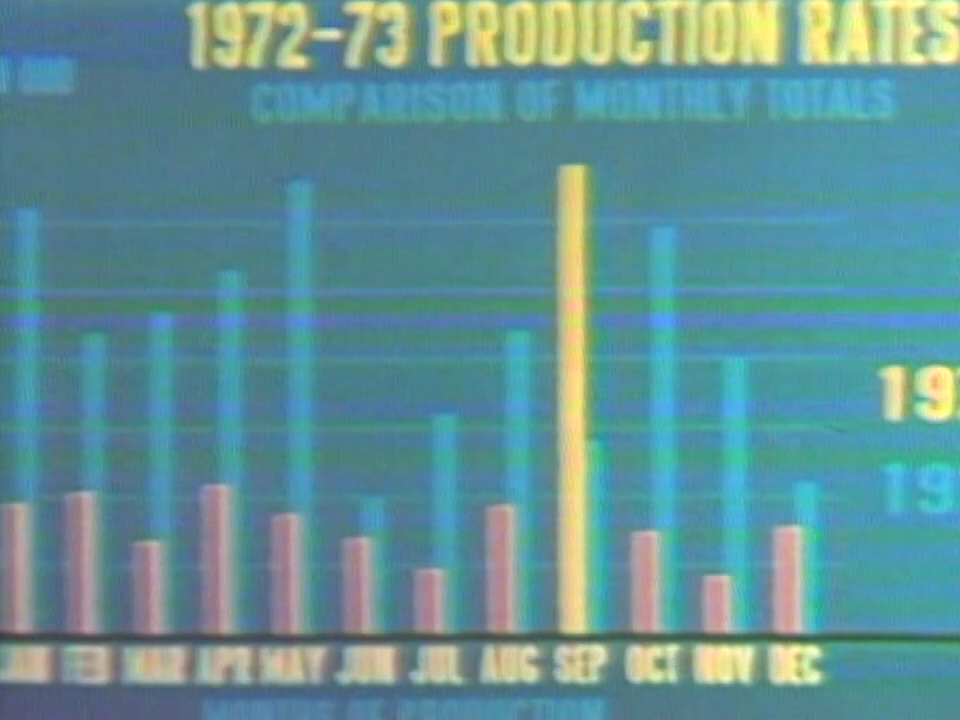 1972-73 PRODUCTION RATES
COMPARISON OF MONTHLY TOTALS
JAN FEB MAR APR MAY JUN JUL AUG SEP OCT NOV DEC